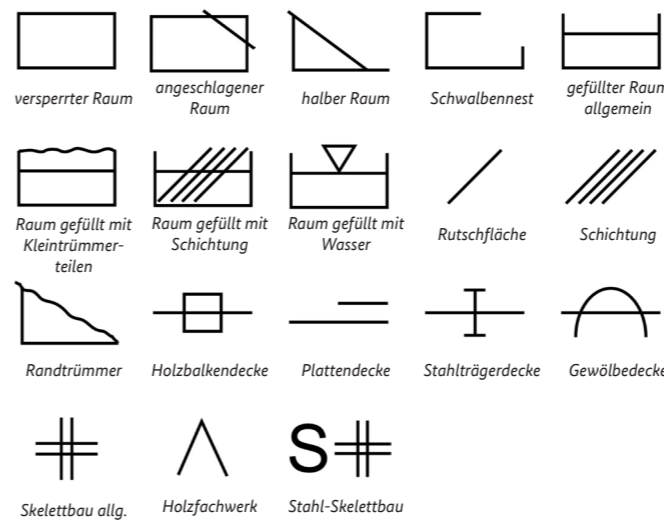 versperrter Raum
angeschlagener
Raum
halber Raum
Schwalbennest
gefüllter Raum
allgemein
Raum gefüllt mit
Kleintrümmer-
teilen
Raum gefüllt mit
Schichtung
Raum gefüllt mit
Wasser
Rutschfläche
Schichtung
Randtrümmer
Holzbalkendecke
Plattendecke
Stahlträgerdecke
Gewölbedecke
S
Skelettbau allg.
Holzfachwerk
Stahl-Skelettbau